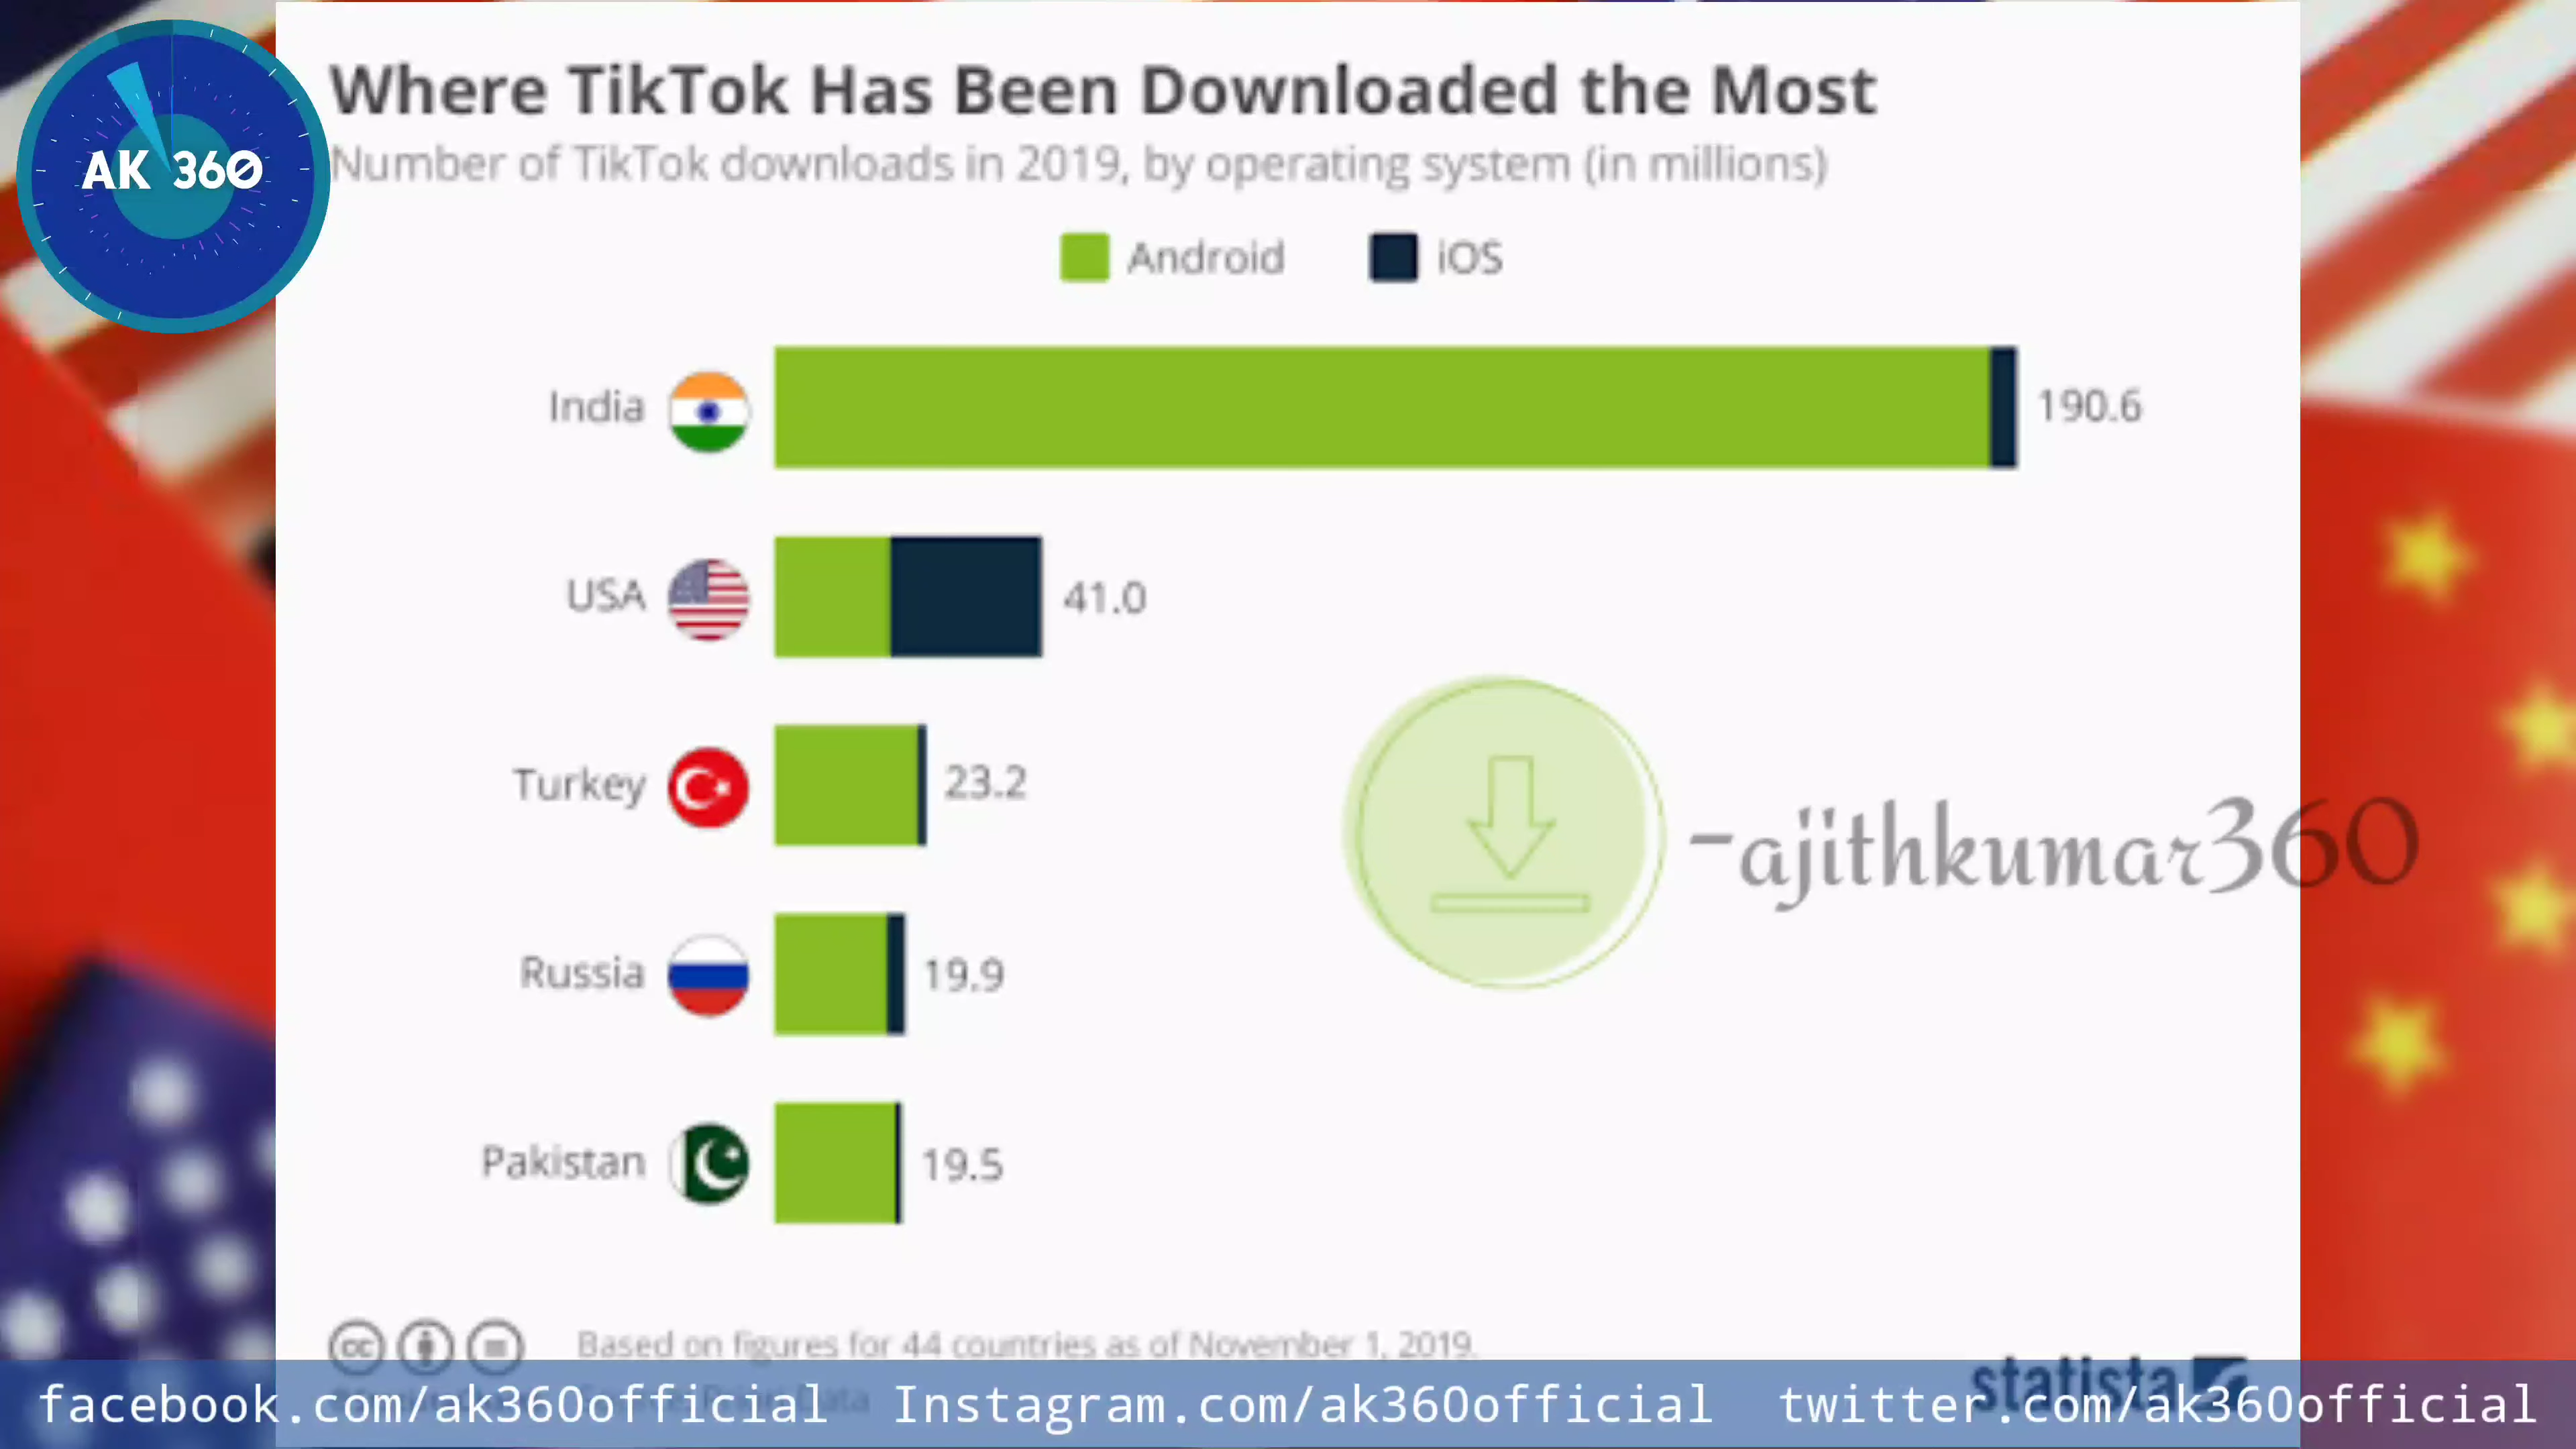 AK 360
Where TikTok Has Been Downloaded the Most
Number of TikTok downloads in 2019, by operating system (in millions)
Android iOS
India 190.6
USA 41.0
Turkey 23.2
-ajithkumar360
Russia 19.9
Pakistan 19.5
cc Based on figures for 44 countries as of November 1, 2019.
statista
Data
facebook.com/ak360official Instagram.com/ak360official twitter.com/ak360official